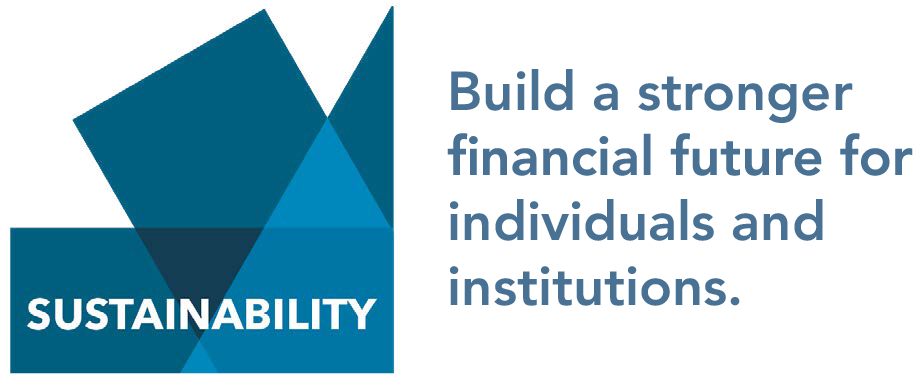 SUSTAINABILITY
Build a stronger
financial future for
individuals and
institutions.